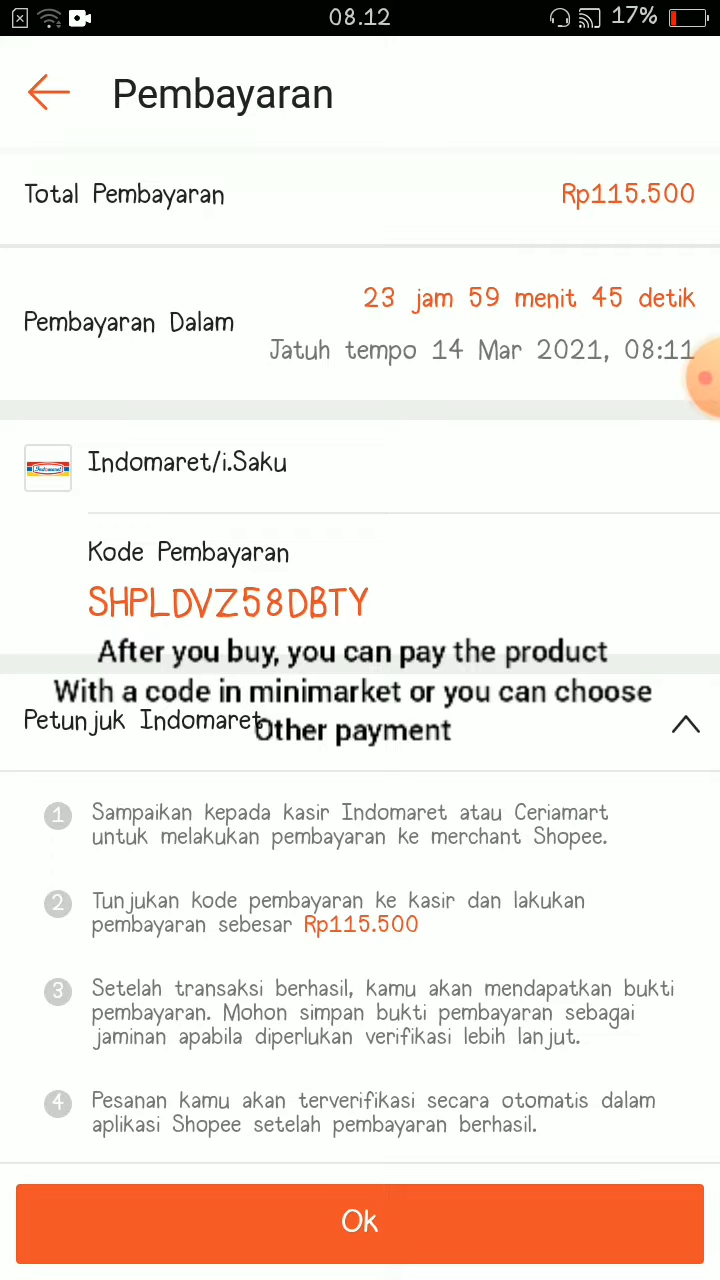 08.12
17%
Pembayaran
Total Pembayaran
Rp115.500
23 jam 59 menit 45 detik
Pembayaran Dalam
Jatuh tempo 14 Mar 2021, 08:11
Indomaret
Indomaret/i.Saku
Kode Pembayaran
SHPLDVZ58DBTY
After you buy, you can pay the product
With a code in minimarket or you can choose
Other payment
Petunjuk Indomaret
1 Sampaikan kepada kasir Indomaret atau Ceriamart
untuk melakukan pembayaran ke merchant Shopee.
2 Tunjukan kode pembayaran ke kasir dan lakukan
pembayaran sebesar Rp115.500
3 Setelah transaksi berhasil, kamu akan mendapatkan bukti
pembayaran. Mohon simpan bukti pembayaran sebagai
jaminan apabila diperlukan verifikasi lebih lanjut.
4 Pesanan kamu akan terverifikasi secara otomatis dalam
aplikasi Shopee setelah pembayaran berhasil.
Ok